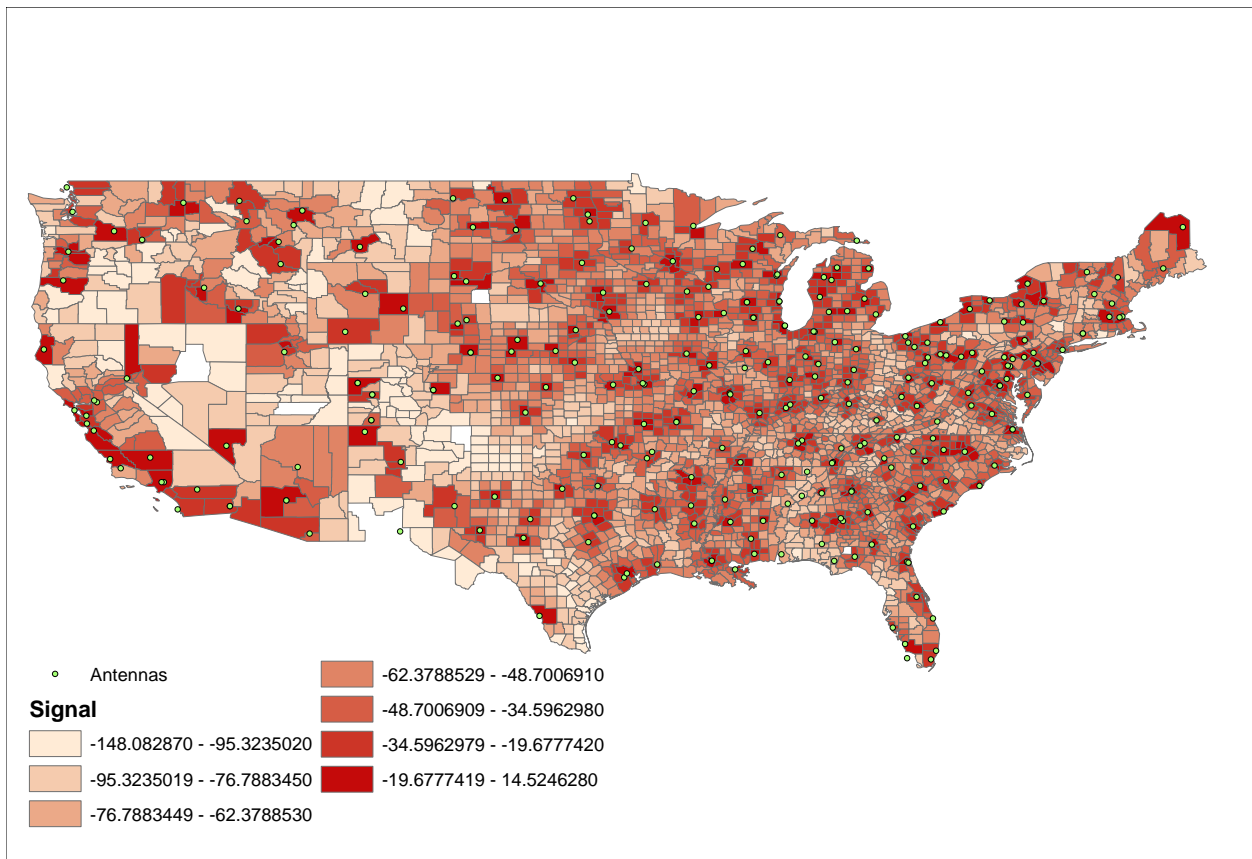 Antennas
Signal
-148.082870 - -95.3235020
-95.3235019 - -76.7883450
-76.7883449 - -62.3788530
-62.3788529 - -48.7006910
-48.7006909 - -34.5962980
-34.5962979 - -19.6777420
-19.6777419 - 14.5246280